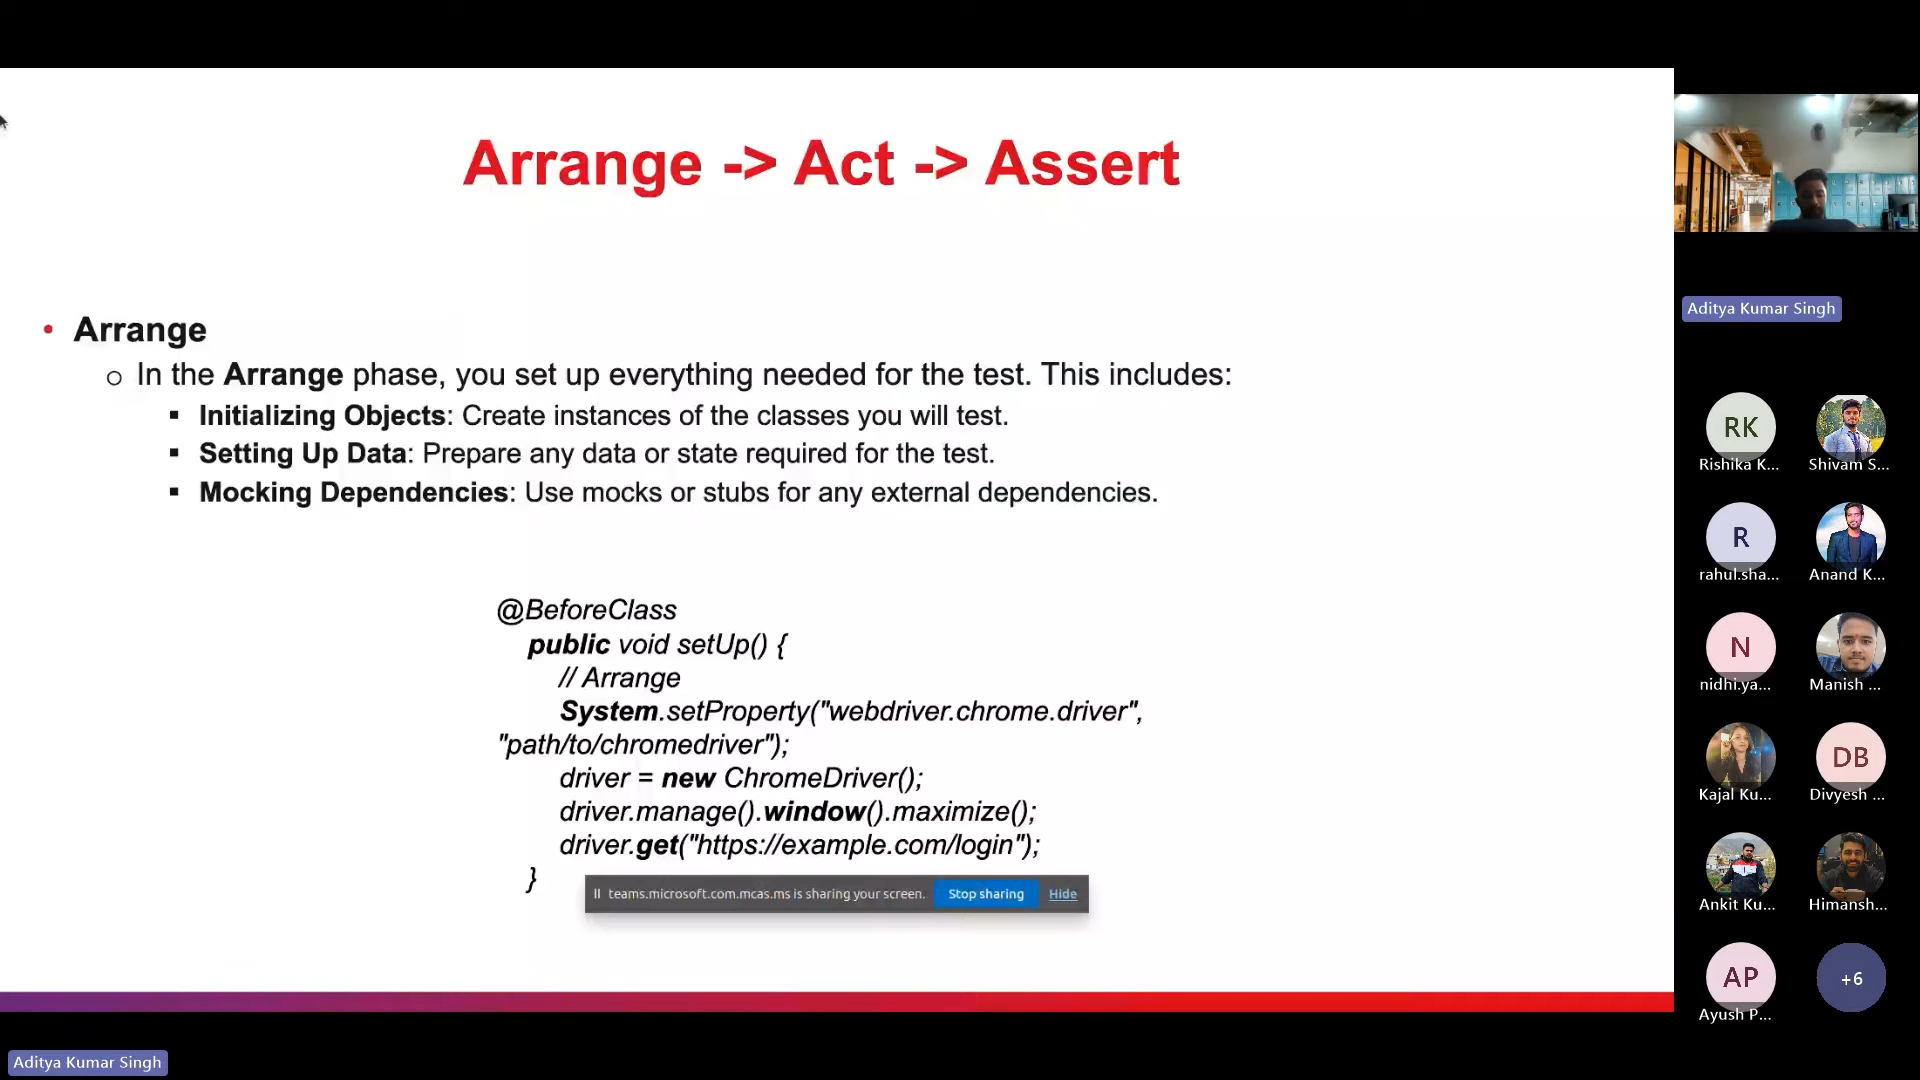 Arrange -> Act -> Assert
• Arrange
o In the Arrange phase, you set up everything needed for the test. This includes:
▪ Initializing Objects: Create instances of the classes you will test.
▪ Setting Up Data: Prepare any data or state required for the test.
▪ Mocking Dependencies: Use mocks or stubs for any external dependencies.
@BeforeClass
public void setUp() {
// Arrange
System.setProperty("webdriver.chrome.driver",
"path/to/chromedriver");
driver = new ChromeDriver();
driver.manage().window().maximize();
driver.get("https://example.com/login");
}
teams.microsoft.com.mcas.ms is sharing your screen. Stop sharing Hide
Aditya Kumar Singh
Aditya Kumar Singh
RK
Rishika K... Shivam S...
R
rahul.sha... Anand K...
N
nidhi.ya... Manish ...
DB
Kajal Ku... Divyesh ...
Ankit Ku... Himansh...
AP +6
Ayush P...